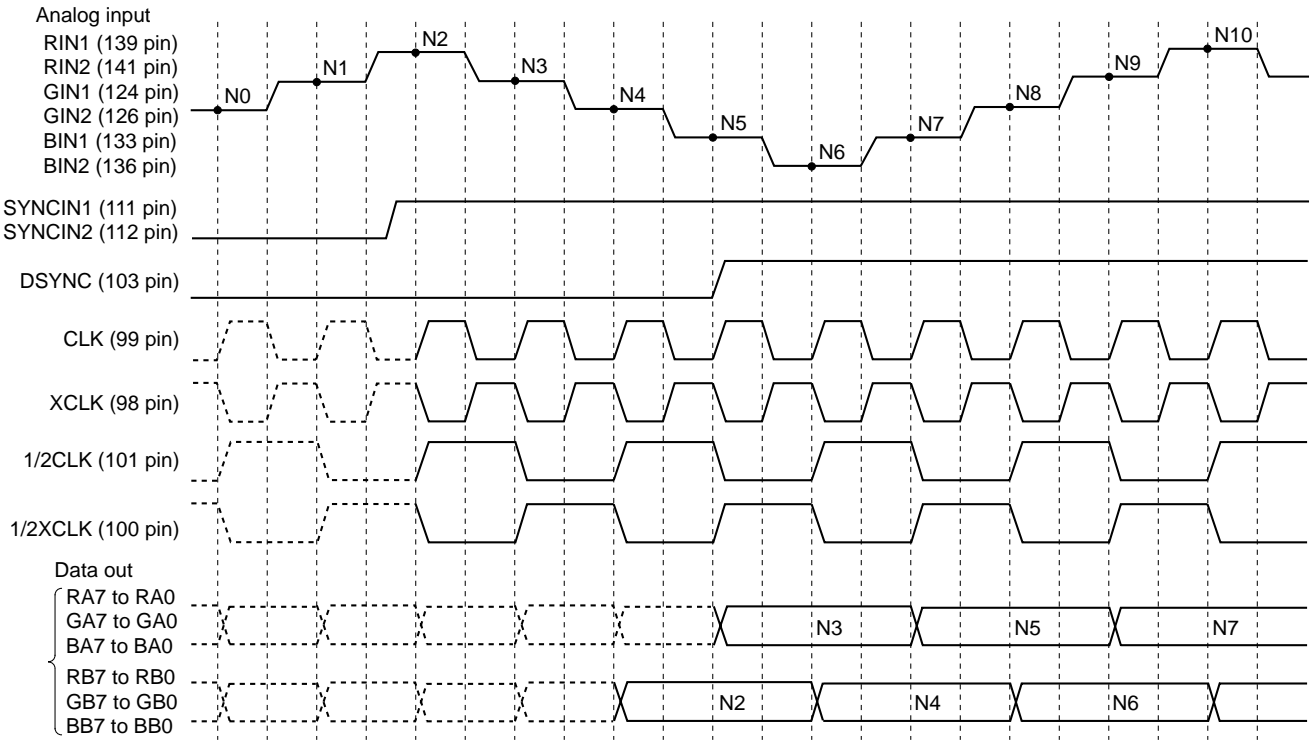 Analog input
RIN1 (139 pin)
RIN2 (141 pin)
GIN1 (124 pin)
GIN2 (126 pin)
BIN1 (133 pin)
BIN2 (136 pin)
N0
N1
N2
N3
N4
N5
N6
N7
N8
N9
N10
SYNCIN1 (111 pin)
SYNCIN2 (112 pin)
DSYNC (103 pin)
CLK (99 pin)
XCLK (98 pin)
1/2CLK (101 pin)
1/2XCLK (100 pin)
Data out
RA7 to RA0
GA7 to GA0
BA7 to BA0
N3
N5
N7
RB7 to RB0
GB7 to GB0
BB7 to BB0
N2
N4
N6